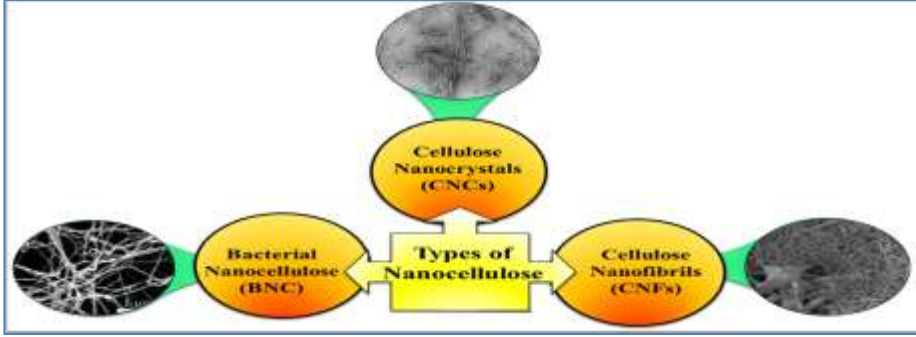 Cellulose
Nanocrystals
(CNCs)
Bacterial
Nanocellulose
(BNC)
Types of
Nanocellulose
Cellulose
Nanofibrils
(CNFs)